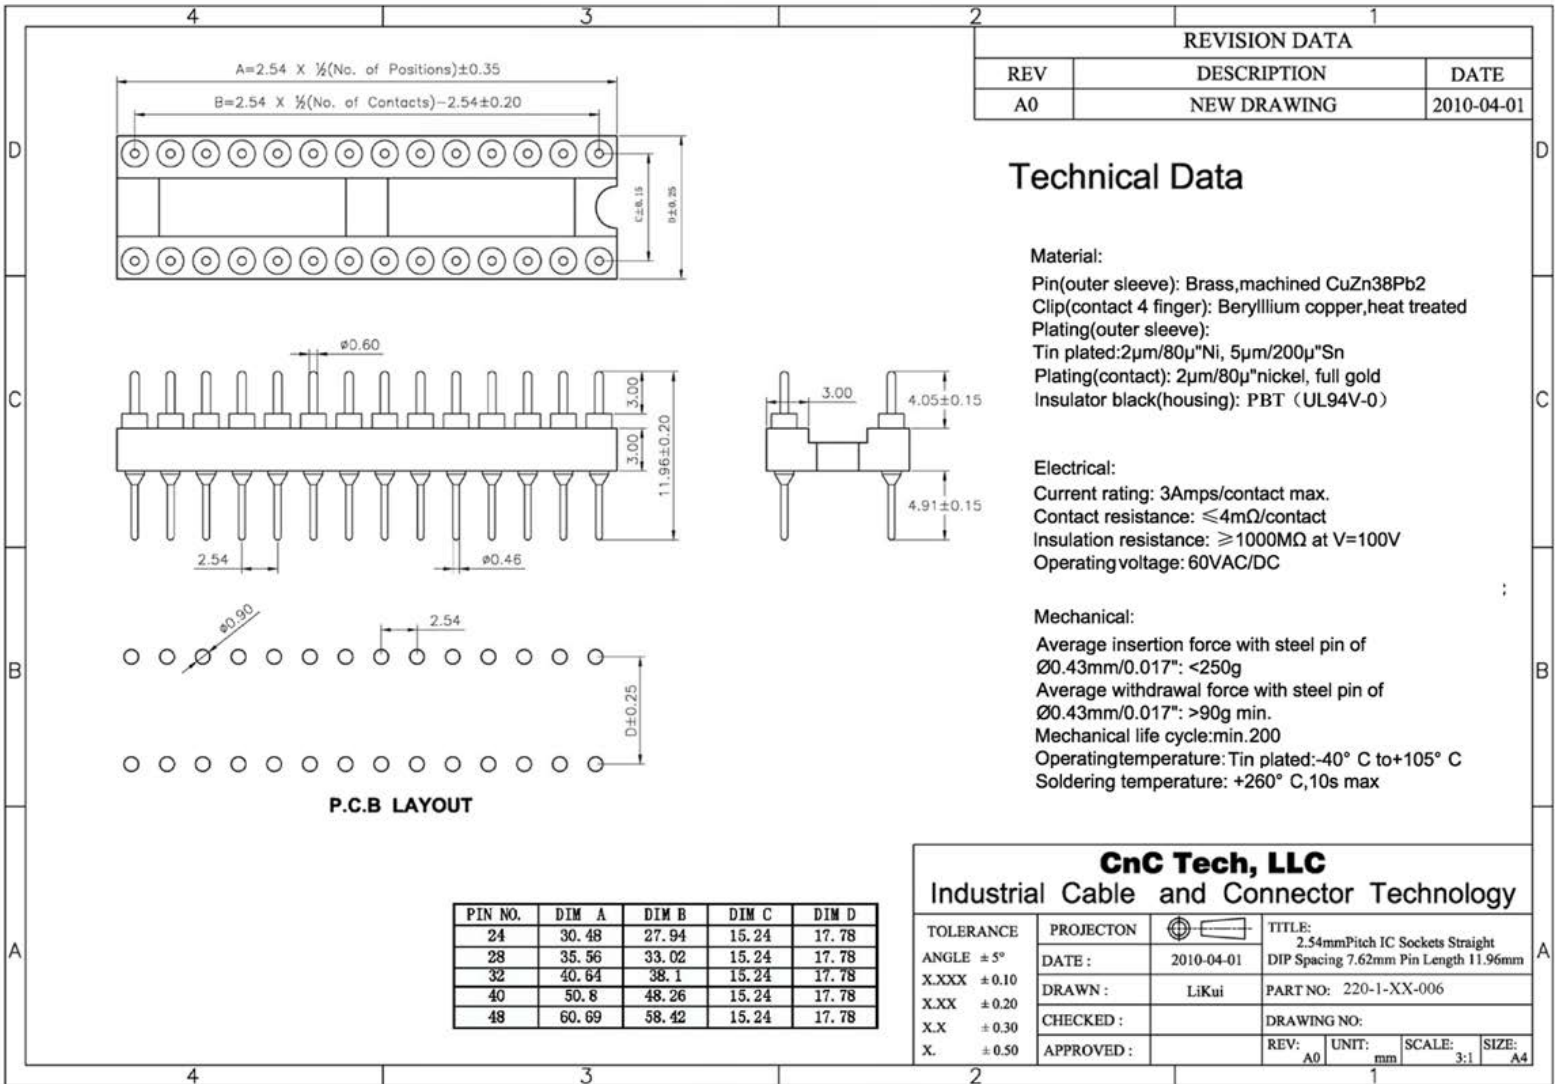 4 3 2 1
REVISION DATA
REV DESCRIPTION DATE
A0 NEW DRAWING 2010-04-01
A=2.54 X ½(No. of Positions)±0.35
B=2.54 X ½(No. of Contacts)-2.54±0.20
C±0.15
D±0.25
D D
Technical Data
Material:
Pin(outer sleeve): Brass,machined CuZn38Pb2
Clip(contact 4 finger): Berylllium copper,heat treated
Plating(outer sleeve):
Tin plated:2µm/80µ"Ni, 5µm/200µ"Sn
Plating(contact): 2µm/80µ"nickel, full gold
Insulator black(housing): PBT（UL94V-0）
ø0.60
3.00
3.00
11.96±0.20
3.00
4.05±0.15
4.91±0.15
2.54
ø0.46
C C
Electrical:
Current rating: 3Amps/contact max.
Contact resistance: ≤4mΩ/contact
Insulation resistance: ≥1000MΩ at V=100V
Operatingvoltage: 60VAC/DC
:
Mechanical:
Average insertion force with steel pin of
Ø0.43mm/0.017": <250g
Average withdrawal force with steel pin of
Ø0.43mm/0.017": >90g min.
Mechanical life cycle:min.200
Operatingtemperature: Tin plated:-40° C to+105° C
Soldering temperature: +260° C,10s max
ø0.90
2.54
D±0.25
B B
P.C.B LAYOUT
PIN NO. DIM A DIM B DIM C DIM D
24 30.48 27.94 15.24 17.78
28 35.56 33.02 15.24 17.78
32 40.64 38.1 15.24 17.78
40 50.8 48.26 15.24 17.78
48 60.69 58.42 15.24 17.78
CnC Tech, LLC
Industrial Cable and Connector Technology
TOLERANCE
ANGLE ±5°
X.XXX ±0.10
X.XX ±0.20
X.X ±0.30
X. ±0.50
PROJECTON
DATE : 2010-04-01
DRAWN : LiKui
CHECKED :
APPROVED :
TITLE:
2.54mmPitch IC Sockets Straight
DIP Spacing 7.62mm Pin Length 11.96mm
PART NO: 220-1-XX-006
DRAWING NO:
REV: A0 UNIT: mm SCALE: 3:1 SIZE: A4
A A
4 3 2 1